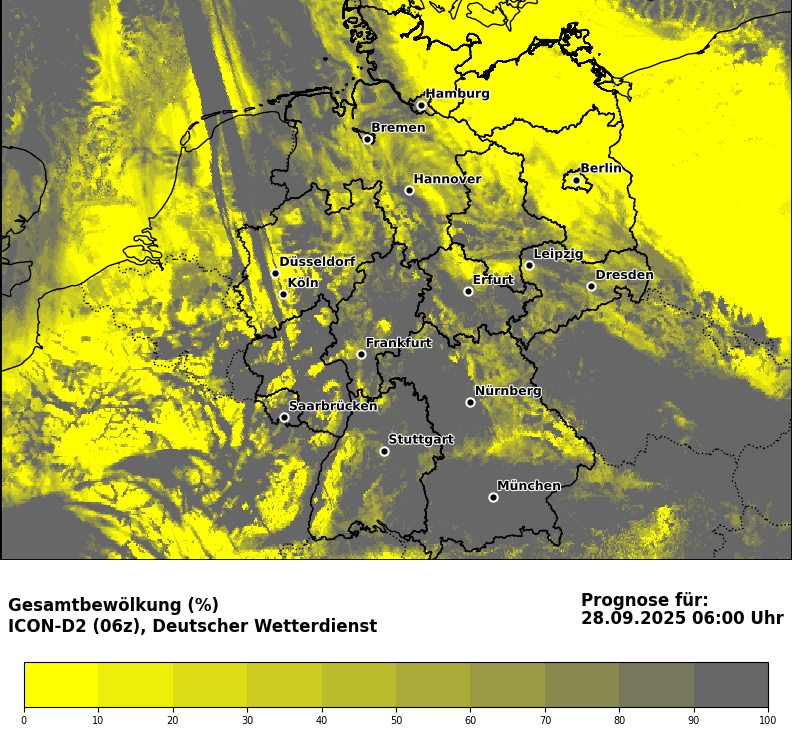 Hamburg
Bremen
Berlin
Hannover
Leipzig
Düsseldorf
Dresden
Köln
Erfurt
Frankfurt
Nürnberg
Saarbrücken
Stuttgart
München
Gesamtbewölkung (%)
ICON-D2 (06z), Deutscher Wetterdienst
Prognose für:
28.09.2025 06:00 Uhr
0 10 20 30 40 50 60 70 80 90 100